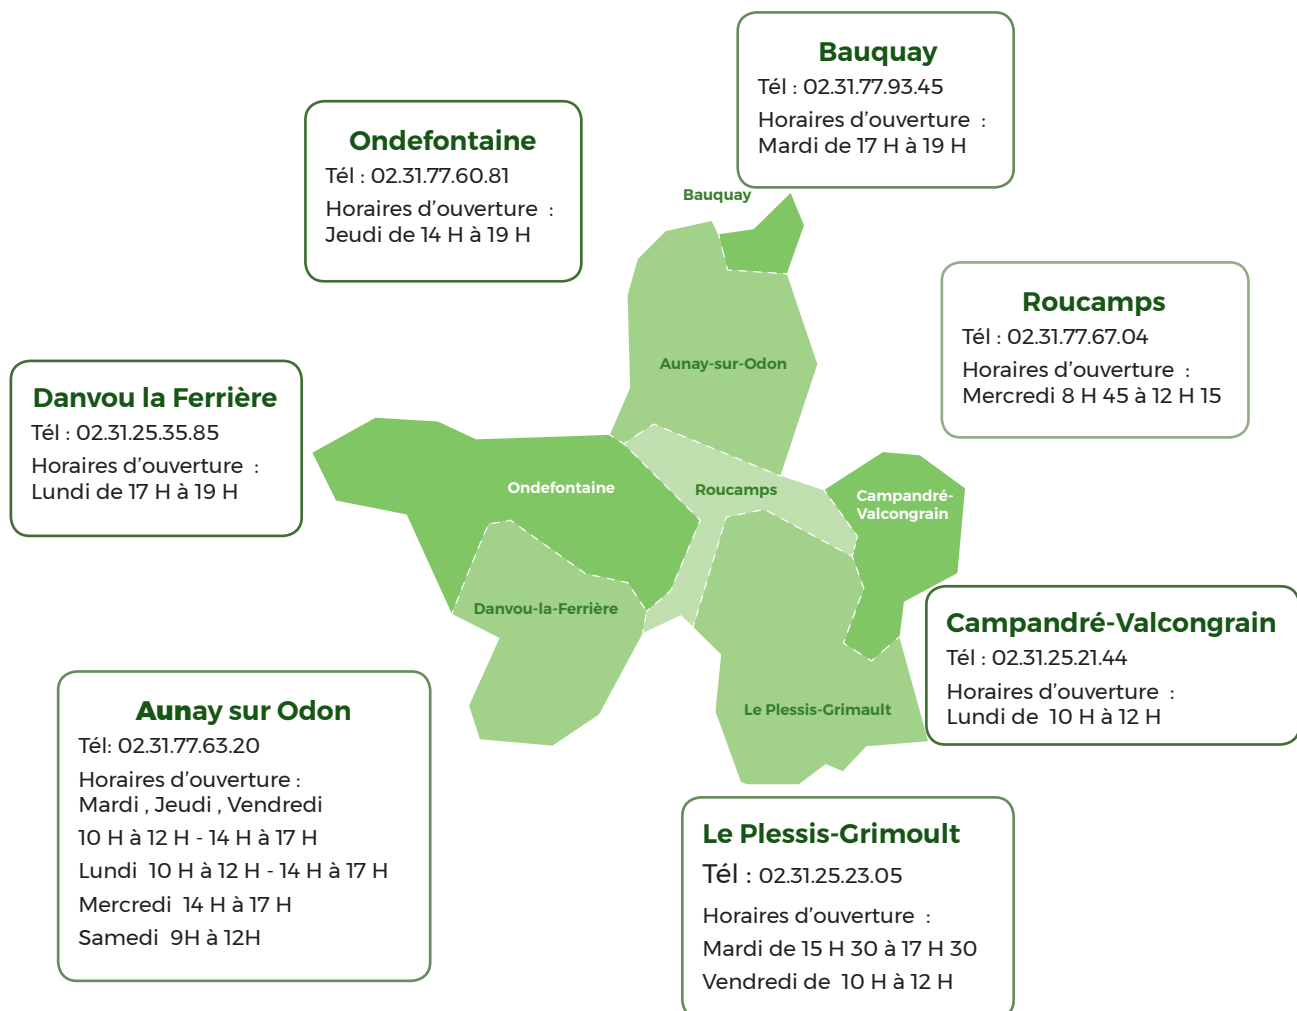 Bauquay
Tél : 02.31.77.93.45
Horaires d’ouverture :
Mardi de 17 H à 19 H
Ondefontaine
Tél : 02.31.77.60.81
Horaires d’ouverture :
Jeudi de 14 H à 19 H
Bauquay
Roucamps
Tél : 02.31.77.67.04
Horaires d’ouverture :
Mercredi 8 H 45 à 12 H 15
Aunay-sur-Odon
Danvou la Ferrière
Tél : 02.31.25.35.85
Horaires d’ouverture :
Lundi de 17 H à 19 H
Ondefontaine
Roucamps
Campandré-
Valcongrain
Danvou-la-Ferrière
Le Plessis-Grimault
Campandré-Valcongrain
Tél : 02.31.25.21.44
Horaires d’ouverture :
Lundi de 10 H à 12 H
Aunay sur Odon
Tél: 02.31.77.63.20
Horaires d’ouverture :
Mardi , Jeudi , Vendredi
10 H à 12 H - 14 H à 17 H
Lundi 10 H à 12 H - 14 H à 17 H
Mercredi 14 H à 17 H
Samedi 9H à 12H
Le Plessis-Grimoult
Tél : 02.31.25.23.05
Horaires d’ouverture :
Mardi de 15 H 30 à 17 H 30
Vendredi de 10 H à 12 H